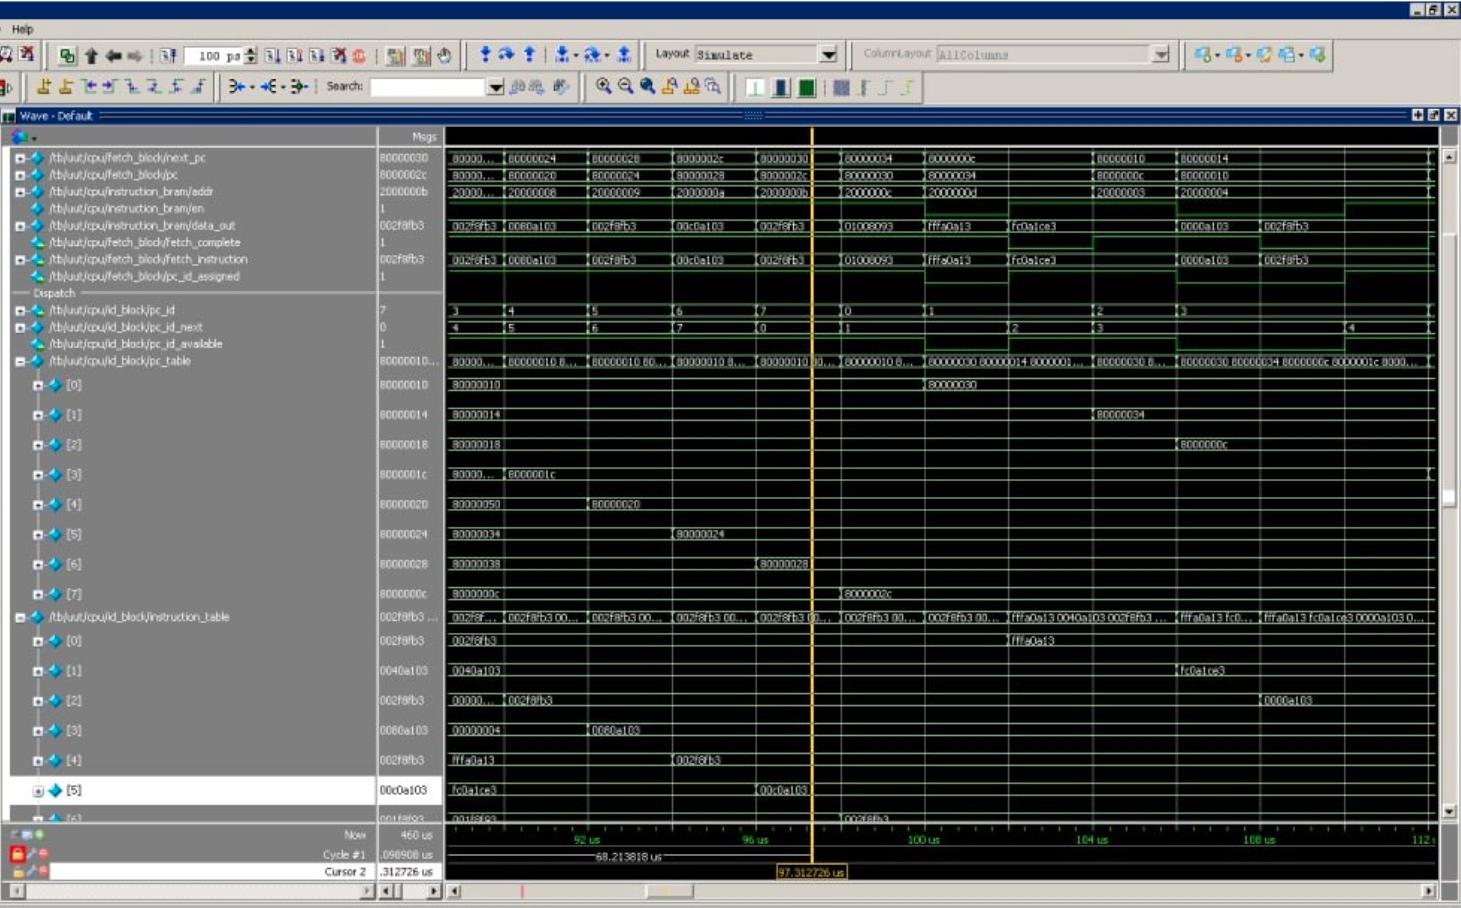 Help
100 ps
Layout Simulate
ColumnLayout AllColumns
Search:
Wave - Default
Msgs
/tb/uut/cpu/fetch_block/next_pc 80000030 80000... 80000024 80000028 8000002c 80000030 80000034 8000000c 80000010 80000014
/tb/uut/cpu/fetch_block/pc 8000002c 80000... 80000020 80000024 80000028 8000002c 80000030 80000034 8000000c 80000010
/tb/uut/cpu/instruction_bram/addr 2000000b 20000... 20000008 20000009 2000000a 2000000b 2000000c 2000000d 20000003 20000004
/tb/uut/cpu/instruction_bram/en 1
/tb/uut/cpu/instruction_bram/data_out 002f8fb3 002f8fb3 0080a103 002f8fb3 00c0a103 002f8fb3 01008093 fffa0a13 fc0a1ce3 0000a103 002f8fb3
/tb/uut/cpu/fetch_block/fetch_complete 1
/tb/uut/cpu/fetch_block/fetch_instruction 002f8fb3 002f8fb3 0080a103 002f8fb3 00c0a103 002f8fb3 01008093 fffa0a13 fc0a1ce3 0000a103 002f8fb3
/tb/uut/cpu/fetch_block/pc_id_assigned 1
Dispatch
/tb/uut/cpu/id_block/pc_id 7 3 4 5 6 7 0 1 2 3
/tb/uut/cpu/id_block/pc_id_next 0 4 5 6 7 0 1 2 3 4
/tb/uut/cpu/id_block/pc_id_available 1
/tb/uut/cpu/id_block/pc_table 80000010... 80000... 80000010 8... 80000010 80... 80000010 8... 80000010 80... 80000010 8... 80000030 80000014 8000001... 80000030 8... 80000030 80000034 8000000c 8000001c 8000...
[0] 80000010 80000010 80000030
[1] 80000014 80000014 80000034
[2] 80000018 80000018 8000000c
[3] 8000001c 80000... 8000001c
[4] 80000020 80000050 80000020
[5] 80000024 80000034 80000024
[6] 80000028 80000038 80000028
[7] 8000000c 8000000c 8000002c
/tb/uut/cpu/id_block/instruction_table 002f8fb3 ... 002f8f... 002f8fb3 00... 002f8fb3 00... 002f8fb3 00... 002f8fb3 00... 002f8fb3 00... 002f8fb3 00... fffa0a13 0040a103 002f8fb3 ... fffa0a13 fc0... fffa0a13 fc0a1ce3 0000a103 0...
[0] 002f8fb3 002f8fb3 fffa0a13
[1] 0040a103 0040a103 fc0a1ce3
[2] 002f8fb3 00000... 002f8fb3 0000a103
[3] 0080a103 00000004 0080a103
[4] 002f8fb3 fffa0a13 002f8fb3
[5] 00c0a103 fc0a1ce3 00c0a103
[6] 001f8f93 001f8f93 002f8fb3
Now 460 us 92 us 96 us 100 us 104 us 108 us 112
Cycle #1 .098908 us 68.213818 us
Cursor 2 .312726 us 97.312726 us